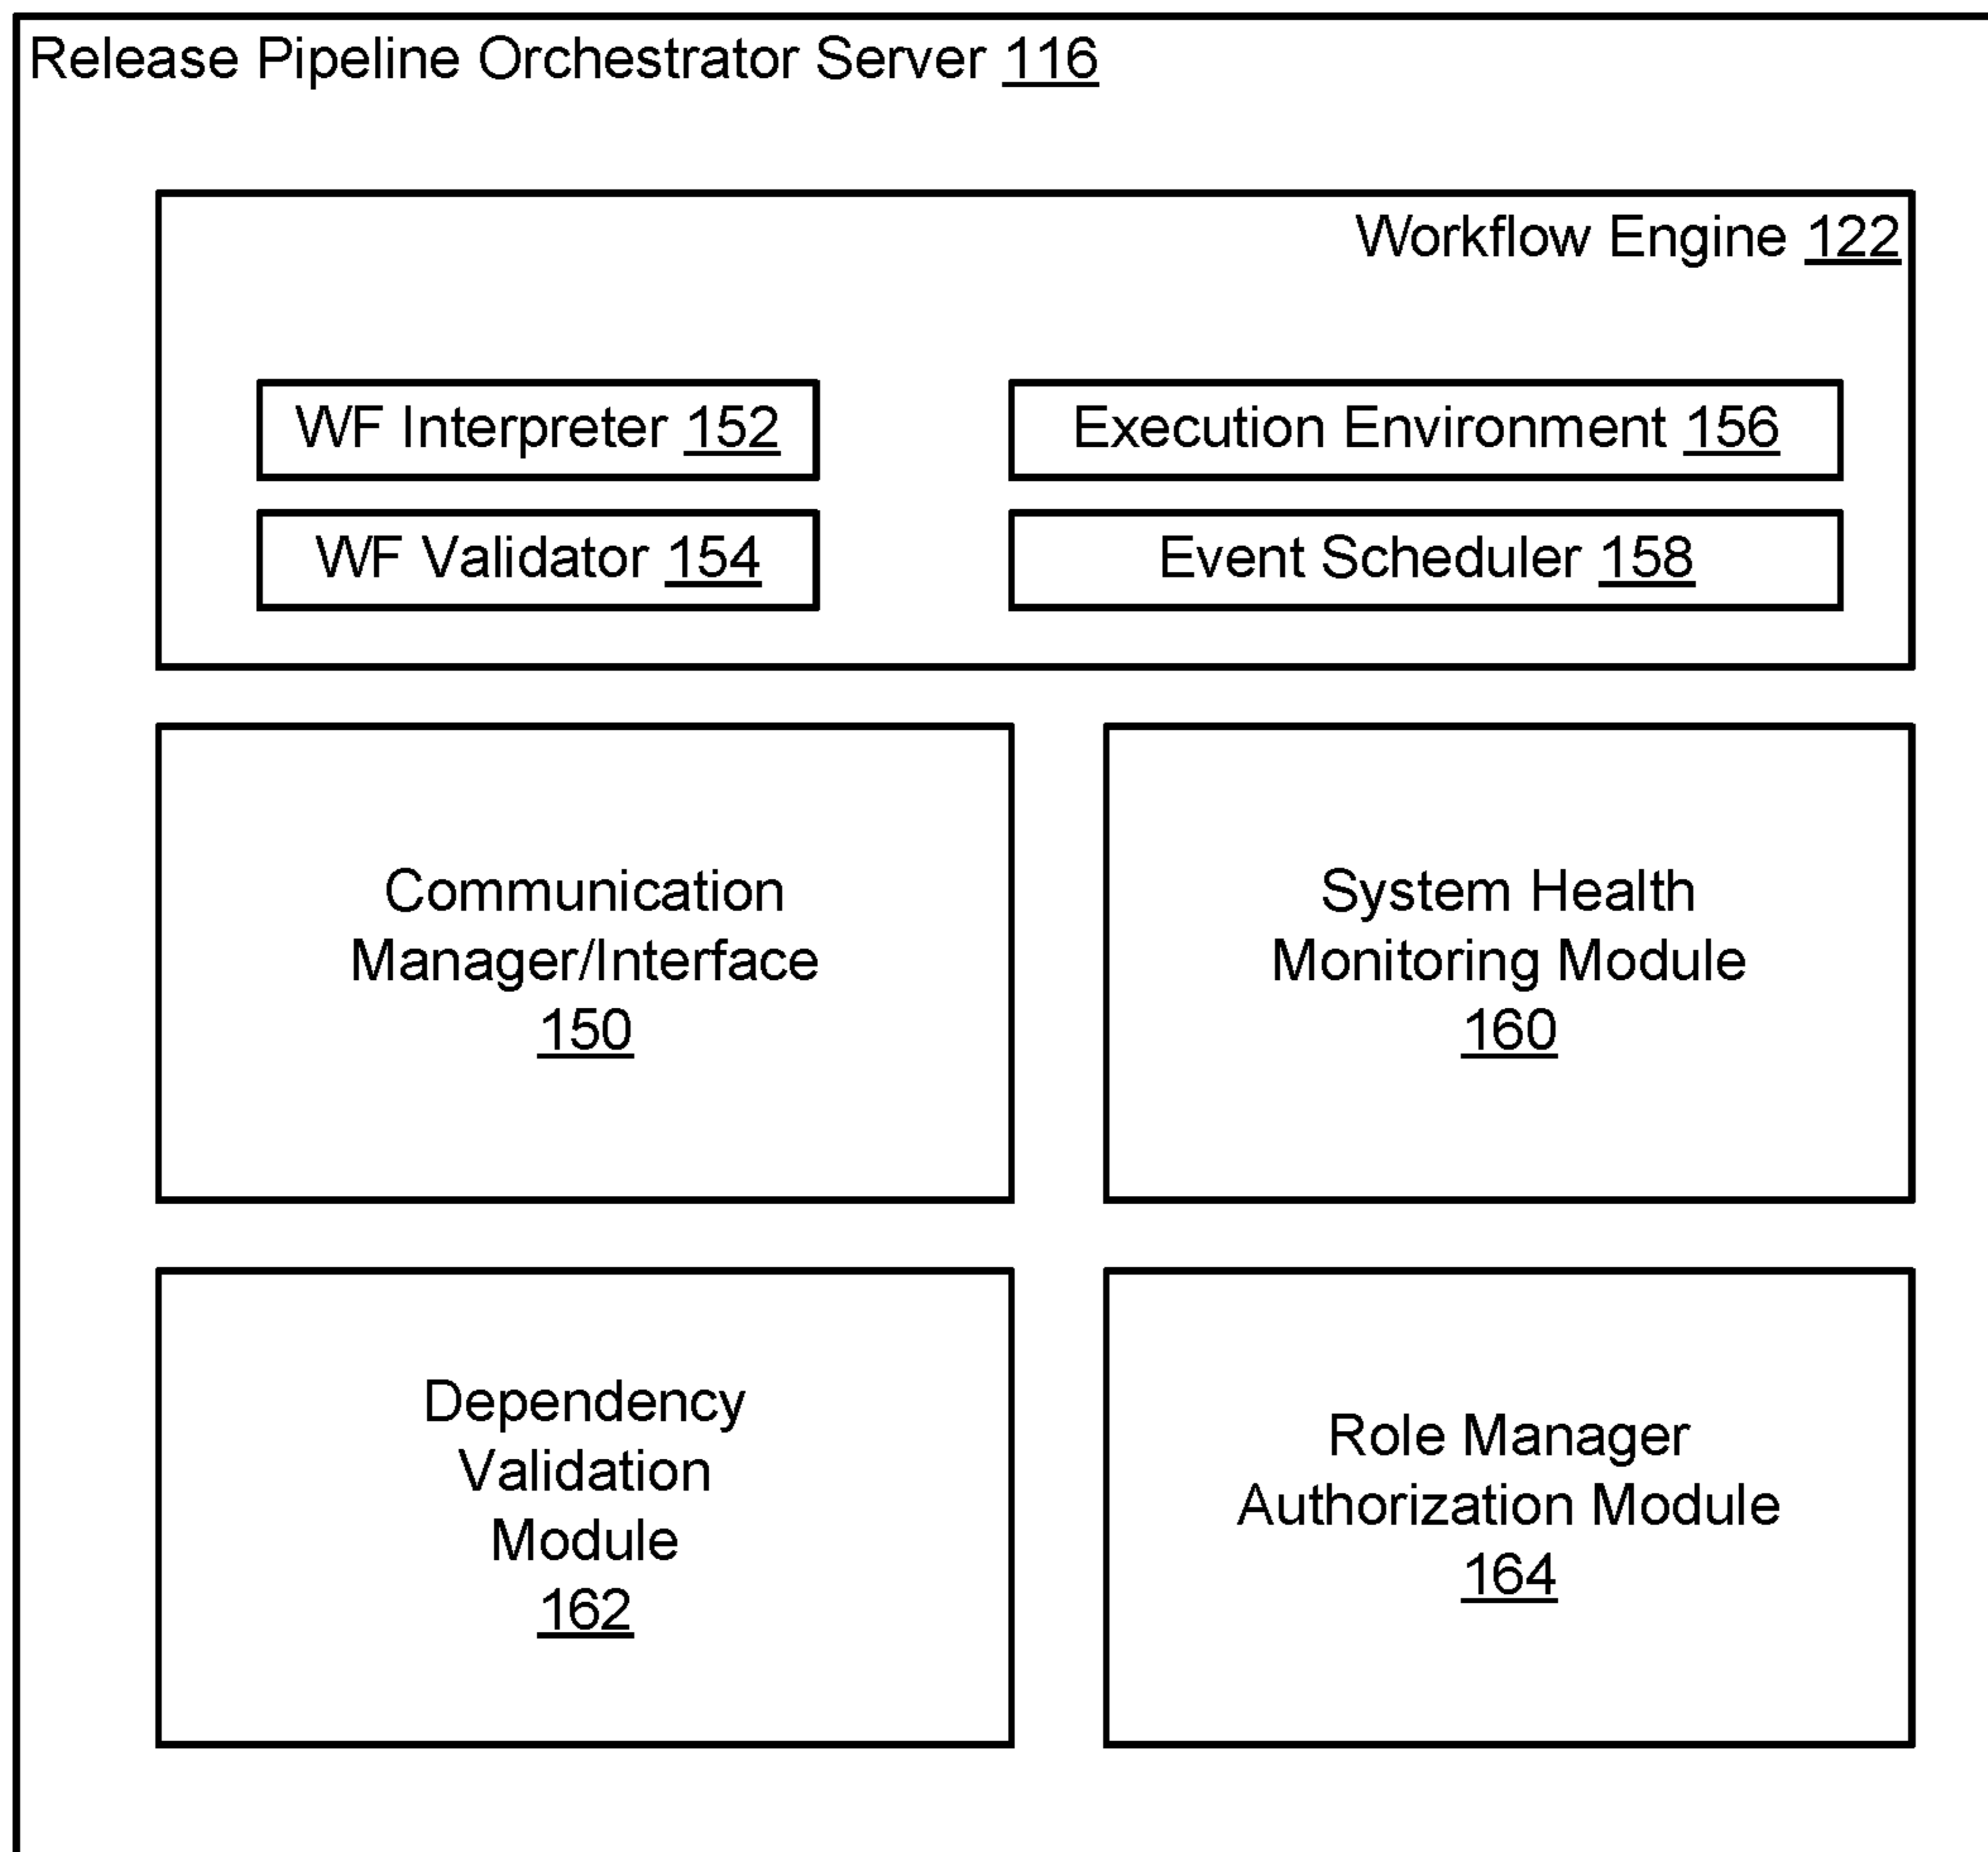 Release Pipeline Orchestrator Server 116
Workflow Engine 122
WF Interpreter 152
Execution Environment 156
WF Validator 154
Event Scheduler 158
Communication
Manager/Interface
150
System Health
Monitoring Module
160
Dependency
Validation
Module
162
Role Manager
Authorization Module
164